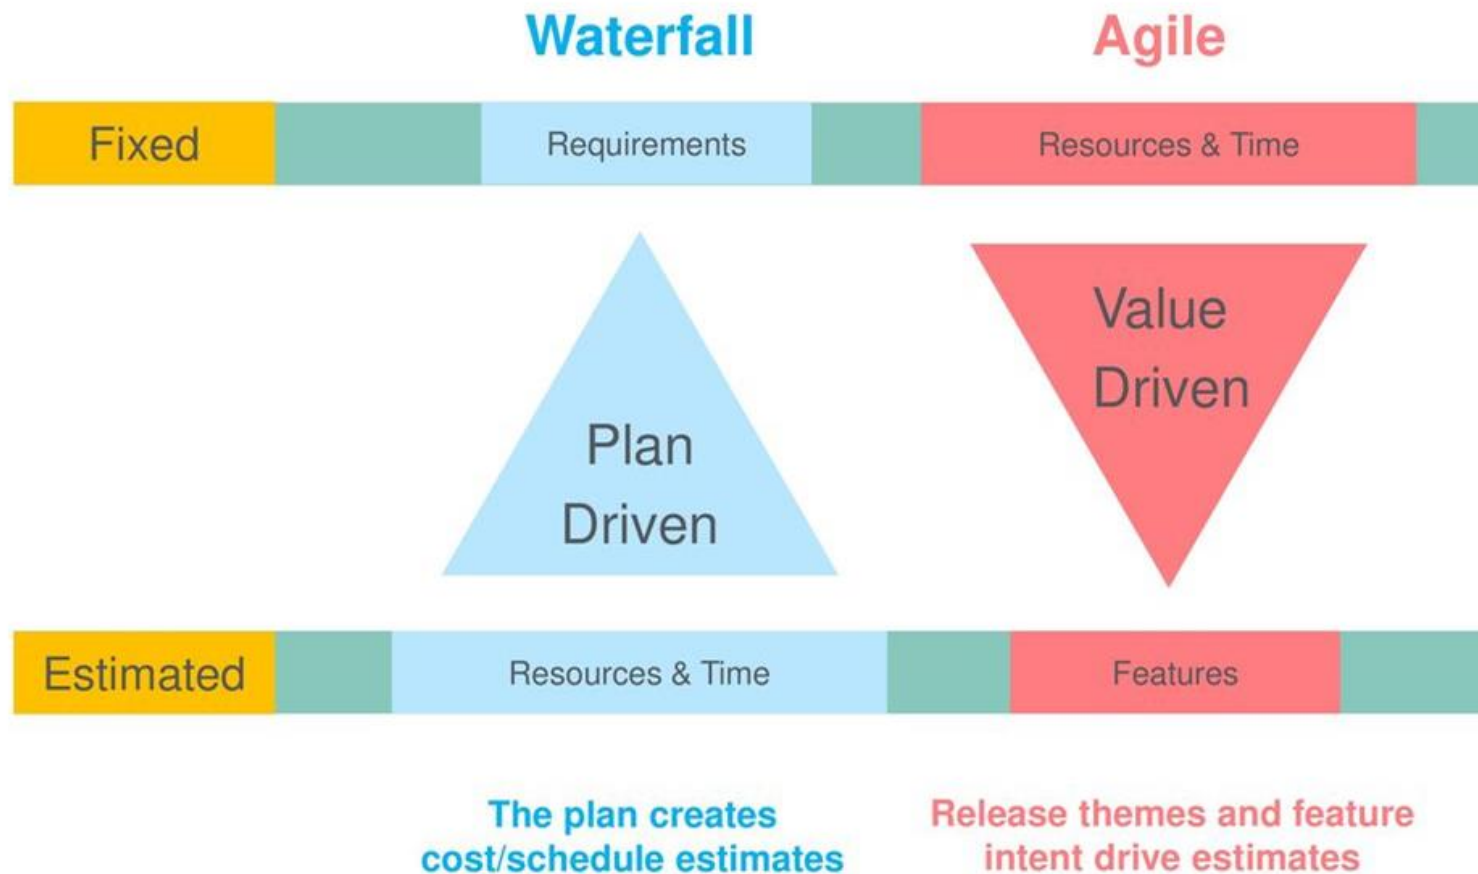 Waterfall
Agile
Fixed
Requirements
Resources & Time
Plan
Driven
Value
Driven
Estimated
Resources & Time
Features
The plan creates
cost/schedule estimates
Release themes and feature
intent drive estimates